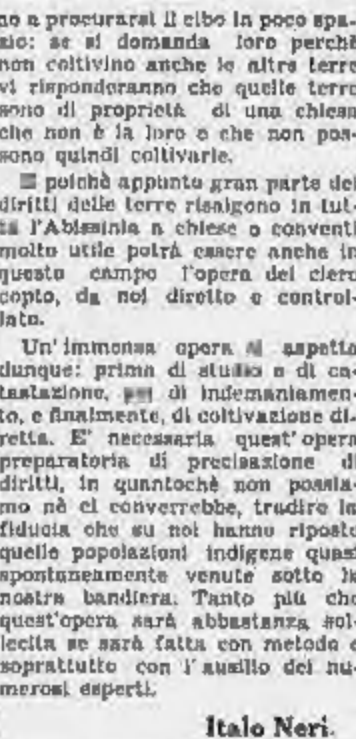 no a procurarsi il cibo in poco spa-
zio: se si domanda loro perchè
non coltivino anche le altre terre
vi risponderanno che quelle terre
sono di proprietà di una chiesa
che non è la loro e che non pos-
sono quindi coltivarle.
E poichè appunto gran parte dei
diritti delle terre risalgono in tut-
ta l'Abissinia a chiese o conventi
molto utile potrà essere anche in
questo campo l'opera del clero
copto, da noi diretto e control-
lato.
Un'immensa opera ci aspetta
dunque: prima di studio e di ca-
tastazione, poi di indemaniamen-
to, e finalmente, di coltivazione di-
retta. E' necessaria quest'opera
preparatoria di precisazione di
diritti, in quantochè non possia-
mo nè ci converrebbe, tradire la
fiducia che su noi hanno riposto
quelle popolazioni indigene quasi
spontaneamente venute sotto la
nostra bandiera. Tanto più che
quest'opera sarà abbastanza sol-
lecita se sarà fatta con metodo e
soprattutto con l'ausilio dei nu-
merosi esperti.
Italo Neri.